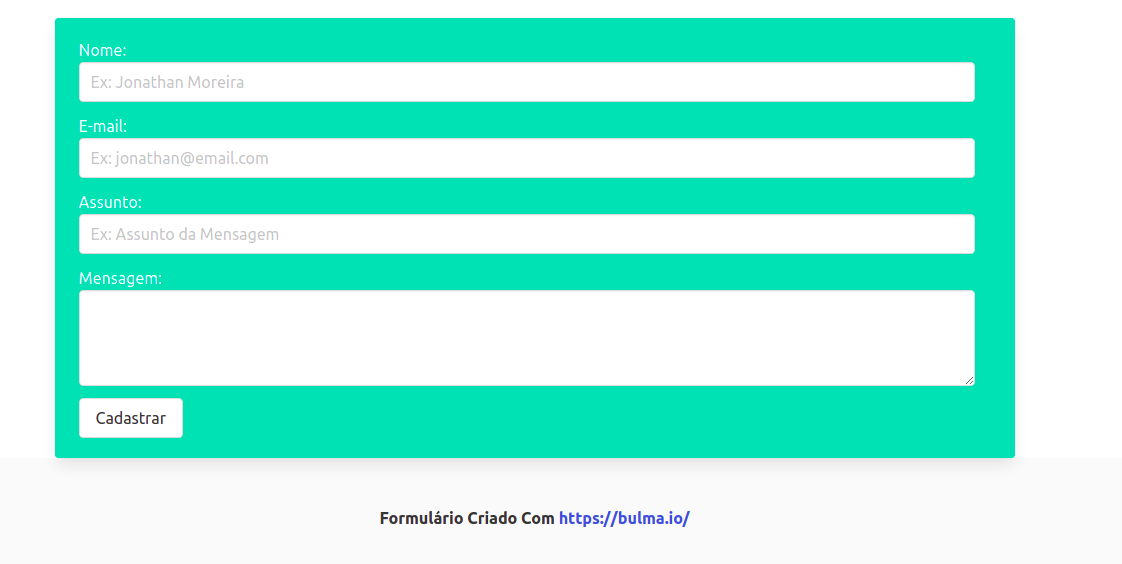 Nome:
Ex: Jonathan Moreira
E-mail:
Ex: jonathan@email.com
Assunto:
Ex: Assunto da Mensagem
Mensagem:
Cadastrar
Formulário Criado Com https://bulma.io/